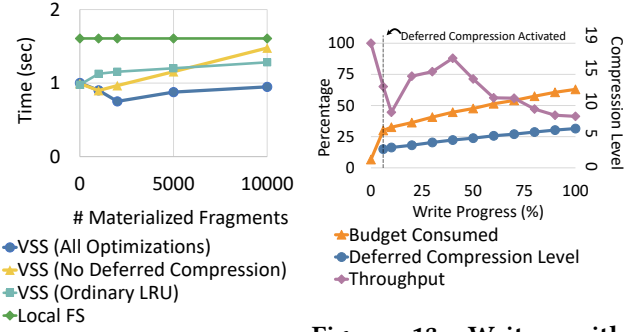 2
1
0
Time (sec)
0
5000
10000
# Materialized Fragments
VSS (All Optimizations)
VSS (No Deferred Compression)
VSS (Ordinary LRU)
Local FS
Deferred Compression Activated
100
75
50
25
0
Percentage
19
15
10
5
0
Compression Level
0
25
50
75
100
Write Progress (%)
Budget Consumed
Deferred Compression Level
Throughput